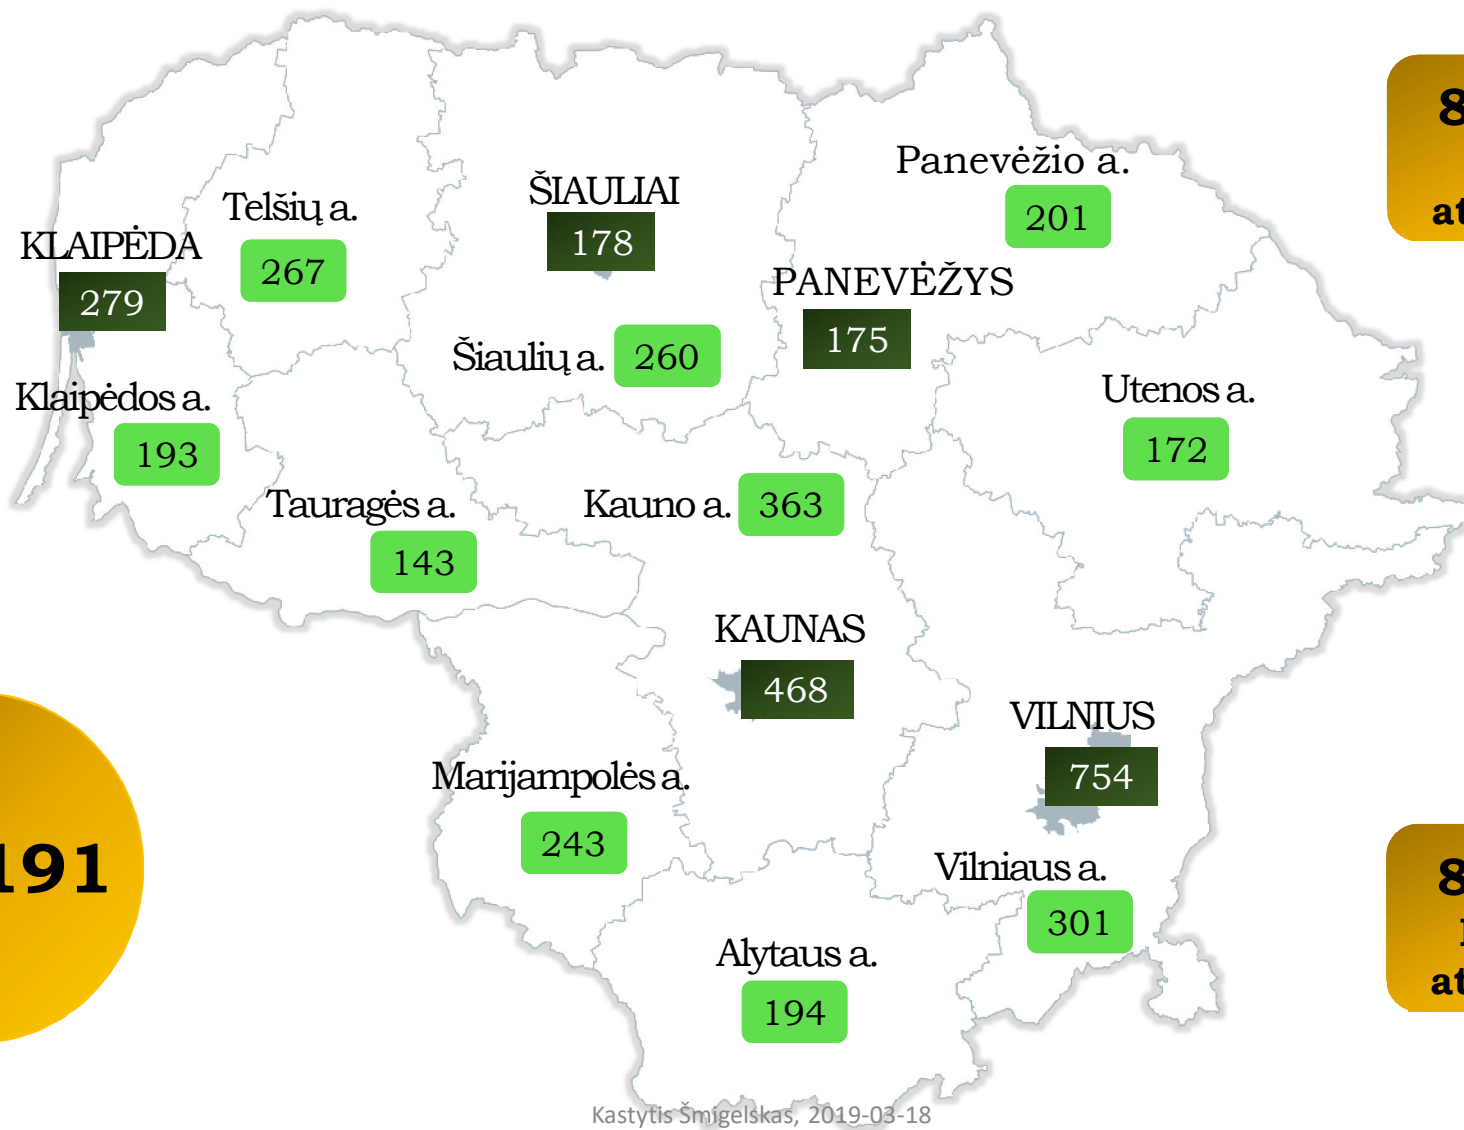 Panevėžio a.
201
Telšių a.
267
ŠIAULIAI
178
KLAIPĖDA
279
PANEVĖŽYS
175
Šiaulių a. 260
Klaipėdos a.
193
Utenos a.
172
Tauragės a.
143
Kauno a. 363
KAUNAS
468
VILNIUS
754
Marijampolės a.
243
191
Vilniaus a.
301
Alytaus a.
194
Kastytis Šmigelskas, 2019-03-18